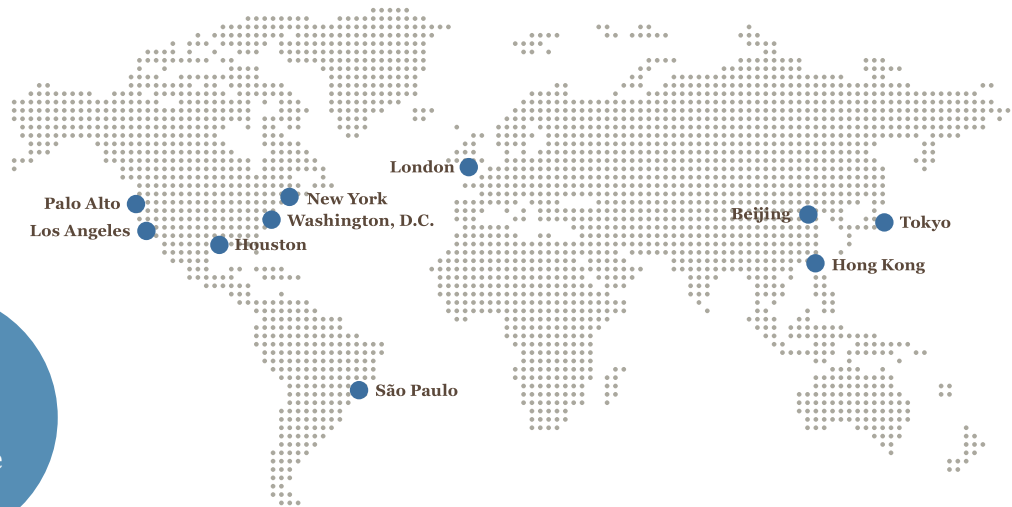 London
Palo Alto
New York
Washington, D.C.
Los Angeles
Houston
Beijing
Tokyo
Hong Kong
São Paulo